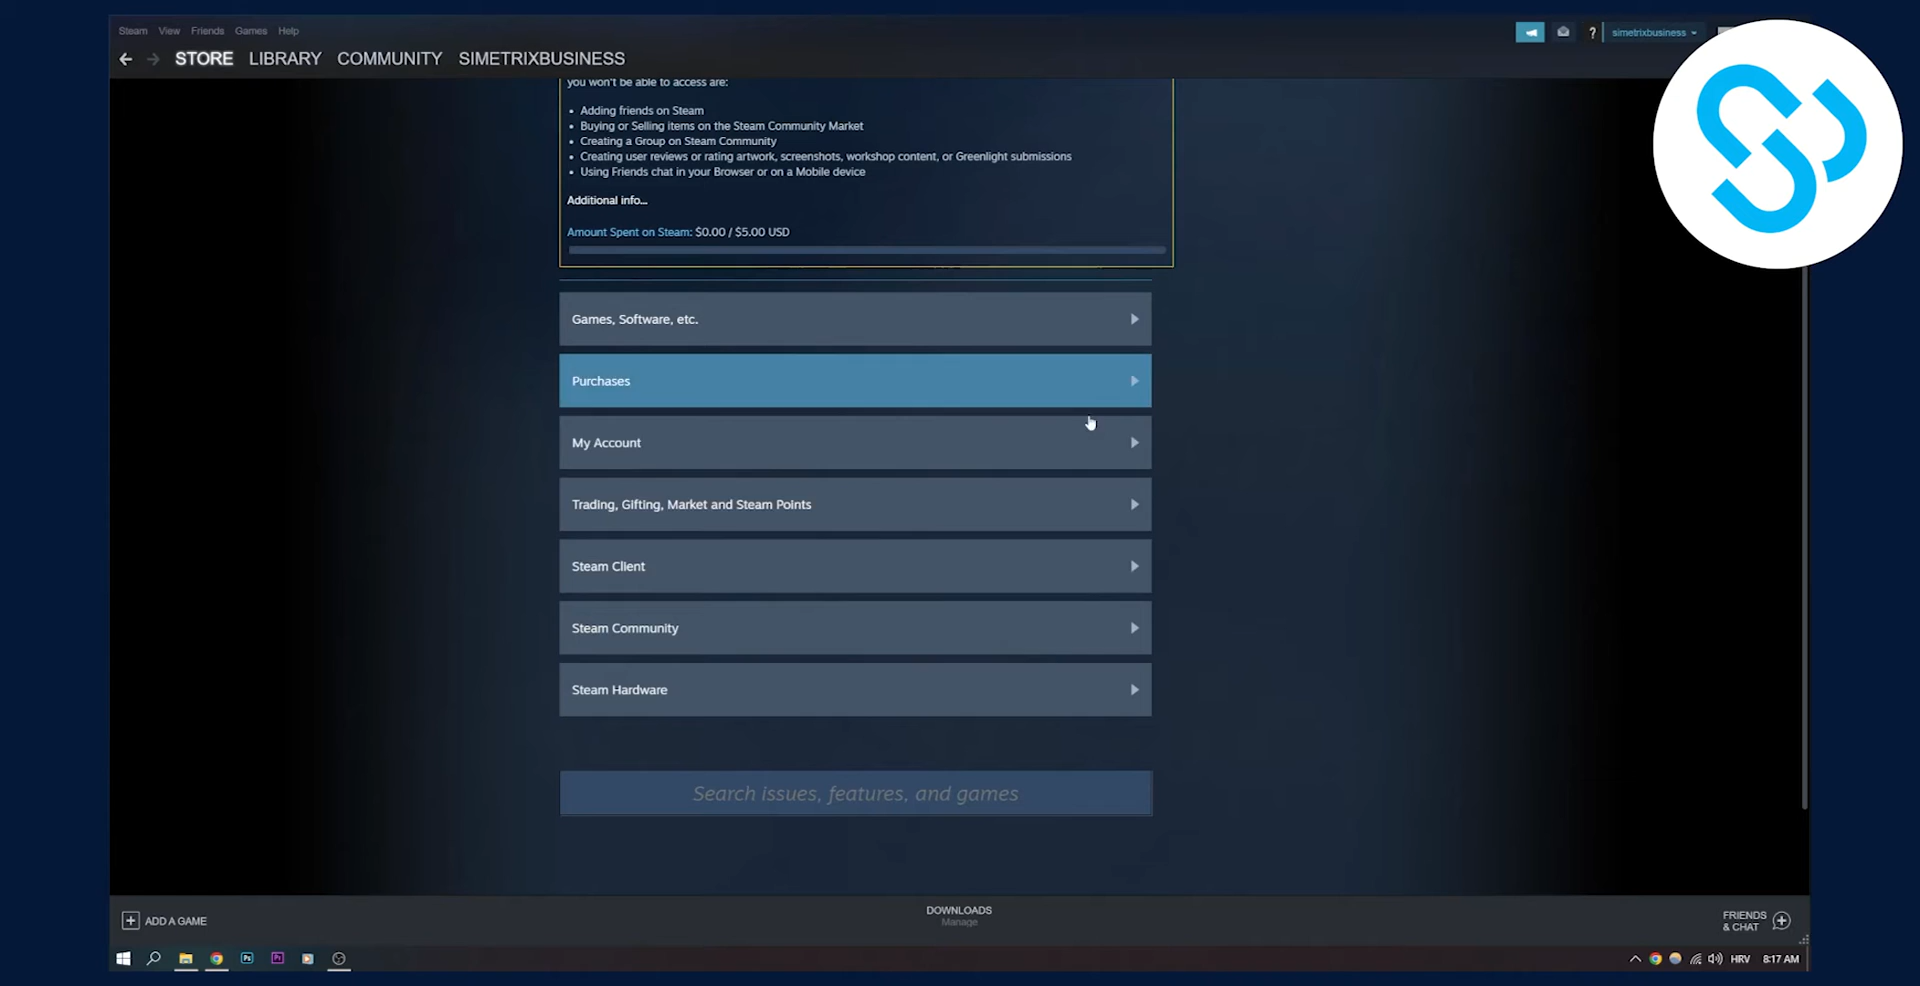 Steam View Friends Games Help
? simetrixbusiness
STORE LIBRARY COMMUNITY SIMETRIXBUSINESS
you won't be able to access are:
• Adding friends on Steam
• Buying or Selling items on the Steam Community Market
• Creating a Group on Steam Community
• Creating user reviews or rating artwork, screenshots, workshop content, or Greenlight submissions
• Using Friends chat in your Browser or on a Mobile device
Additional info...
Amount Spent on Steam: $0.00 / $5.00 USD
Games, Software, etc.
Purchases
My Account
Trading, Gifting, Market and Steam Points
Steam Client
Steam Community
Steam Hardware
Search issues, features, and games
ADD A GAME
DOWNLOADS
Manage
FRIENDS
& CHAT
Ps Pr
HRV 8:17 AM